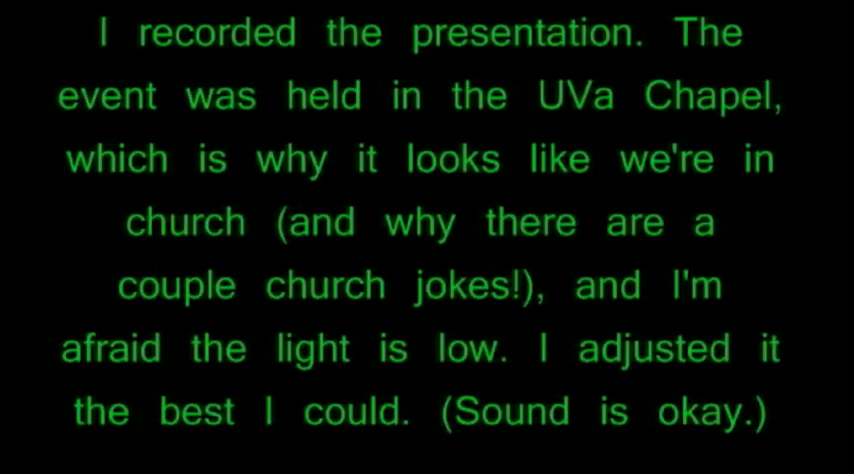 I recorded the presentation. The
event was held in the UVa Chapel,
which is why it looks like we're in
church (and why there are a
couple church jokes!), and I'm
afraid the light is low. I adjusted it
the best I could. (Sound is okay.)